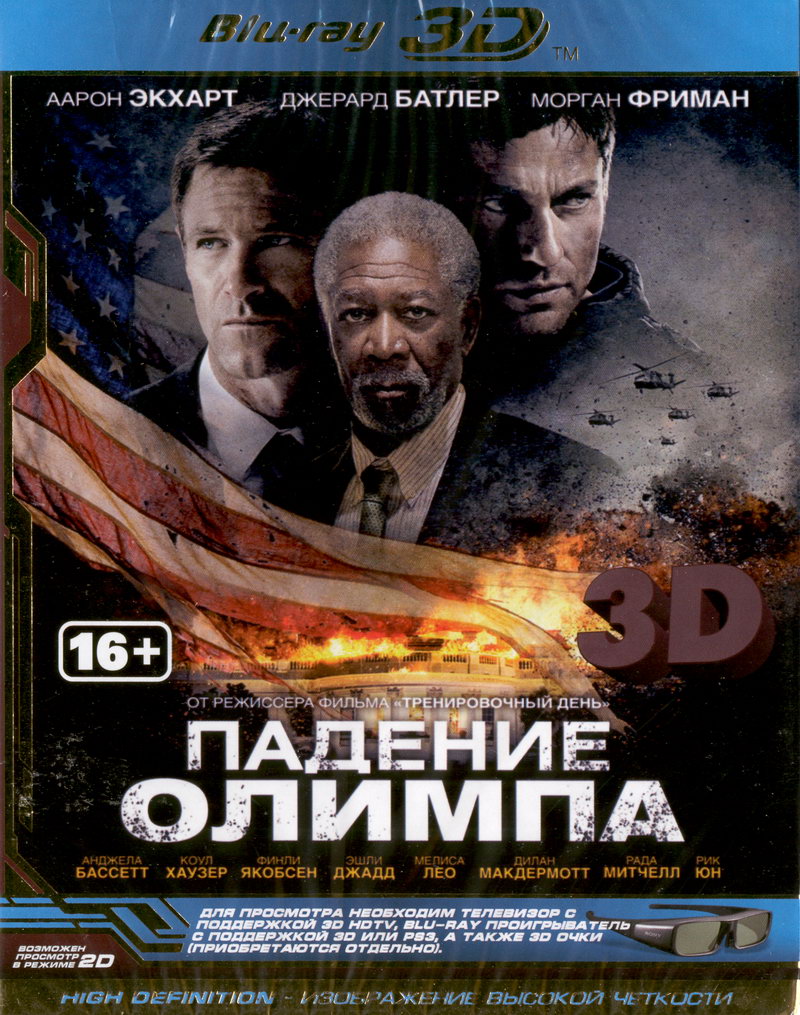 Blu-ray 3D™
ААРОН ЭКХАРТ ДЖЕРАРД БАТЛЕР МОРГАН ФРИМАН
3D
16+
ОТ РЕЖИССЕРА ФИЛЬМА «ТРЕНИРОВОЧНЫЙ ДЕНЬ»
ПАДЕНИЕ
ОЛИМПА
АНДЖЕЛА БАССЕТТ КОУЛ ХАУЗЕР ФИНЛИ ЯКОБСЕН ЭШЛИ ДЖАДД МЕЛИСА ЛЕО ДИЛАН МАКДЕРМОТТ РАДА МИТЧЕЛЛ РИК ЮН
ДЛЯ ПРОСМОТРА НЕОБХОДИМ ТЕЛЕВИЗОР С
ПОДДЕРЖКОЙ 3D HDTV, BLU-RAY ПРОИГРЫВАТЕЛЬ
С ПОДДЕРЖКОЙ 3D ИЛИ PS3, А ТАКЖЕ 3D ОЧКИ
(ПРИОБРЕТАЮТСЯ ОТДЕЛЬНО).
SONY
ВОЗМОЖЕН
ПРОСМОТР
В РЕЖИМЕ 2D
HIGH DEFINITION - ИЗОБРАЖЕНИЕ ВЫСОКОЙ ЧЕТКОСТИ